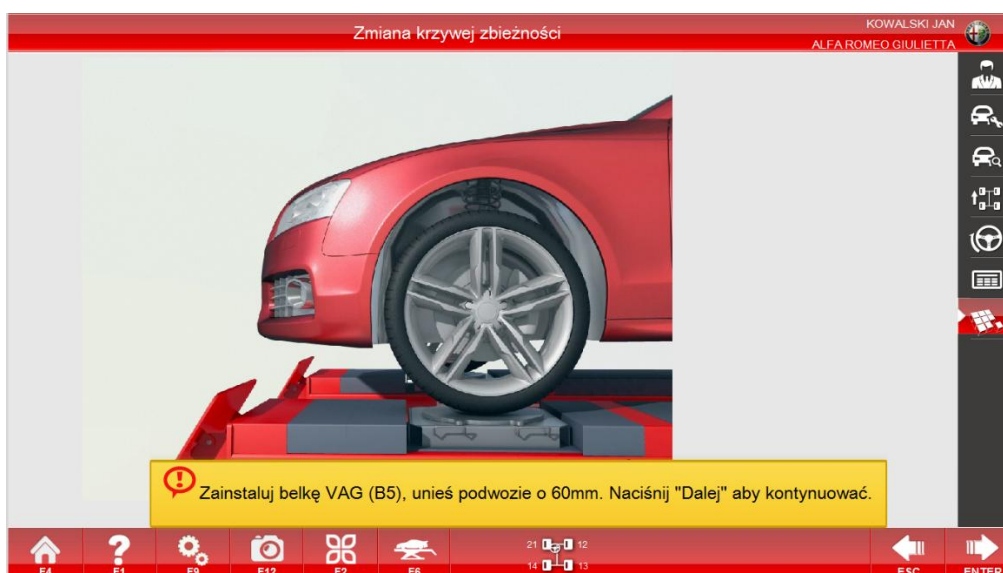 Zmiana krzywej zbieżności
KOWALSKI JAN
ALFA ROMEO GIULIETTA
Zainstaluj belkę VAG (B5), unieś podwozie o 60mm. Naciśnij "Dalej" aby kontynuować.
21 12
14 13
F4 F1 F9 F12 F2 F6 ESC ENTER